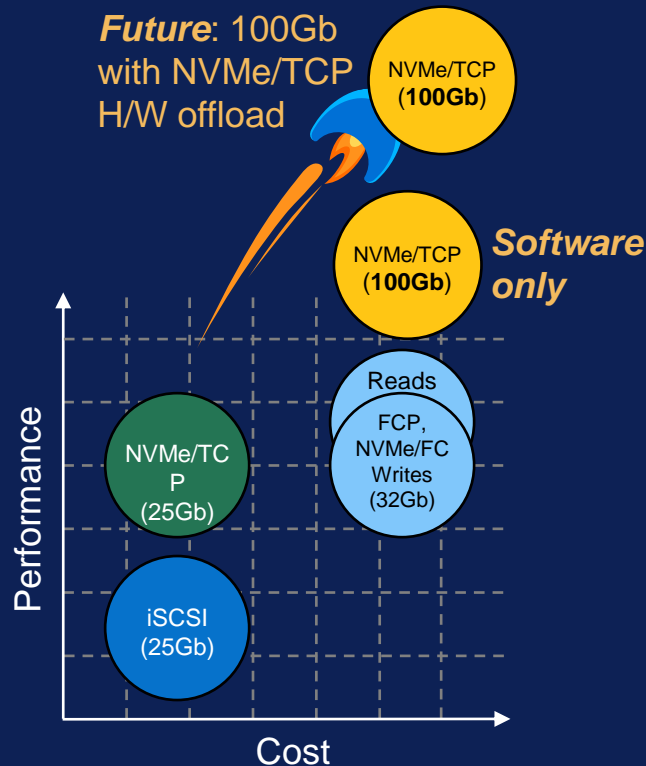 Future: 100Gb
with NVMe/TCP
H/W offload
NVMe/TCP
(100Gb)
NVMe/TCP
(100Gb)
Software
only
Reads
FCP,
NVMe/FC
Writes
(32Gb)
NVMe/TC
P
(25Gb)
iSCSI
(25Gb)
Performance
Cost